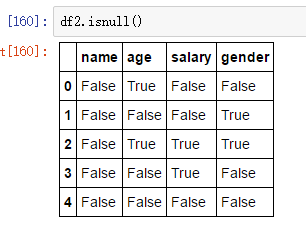 [160]: df2.isnull()
t[160]:
name age salary gender
0 False True False False
1 False False False True
2 False True True True
3 False False True False
4 False False False False